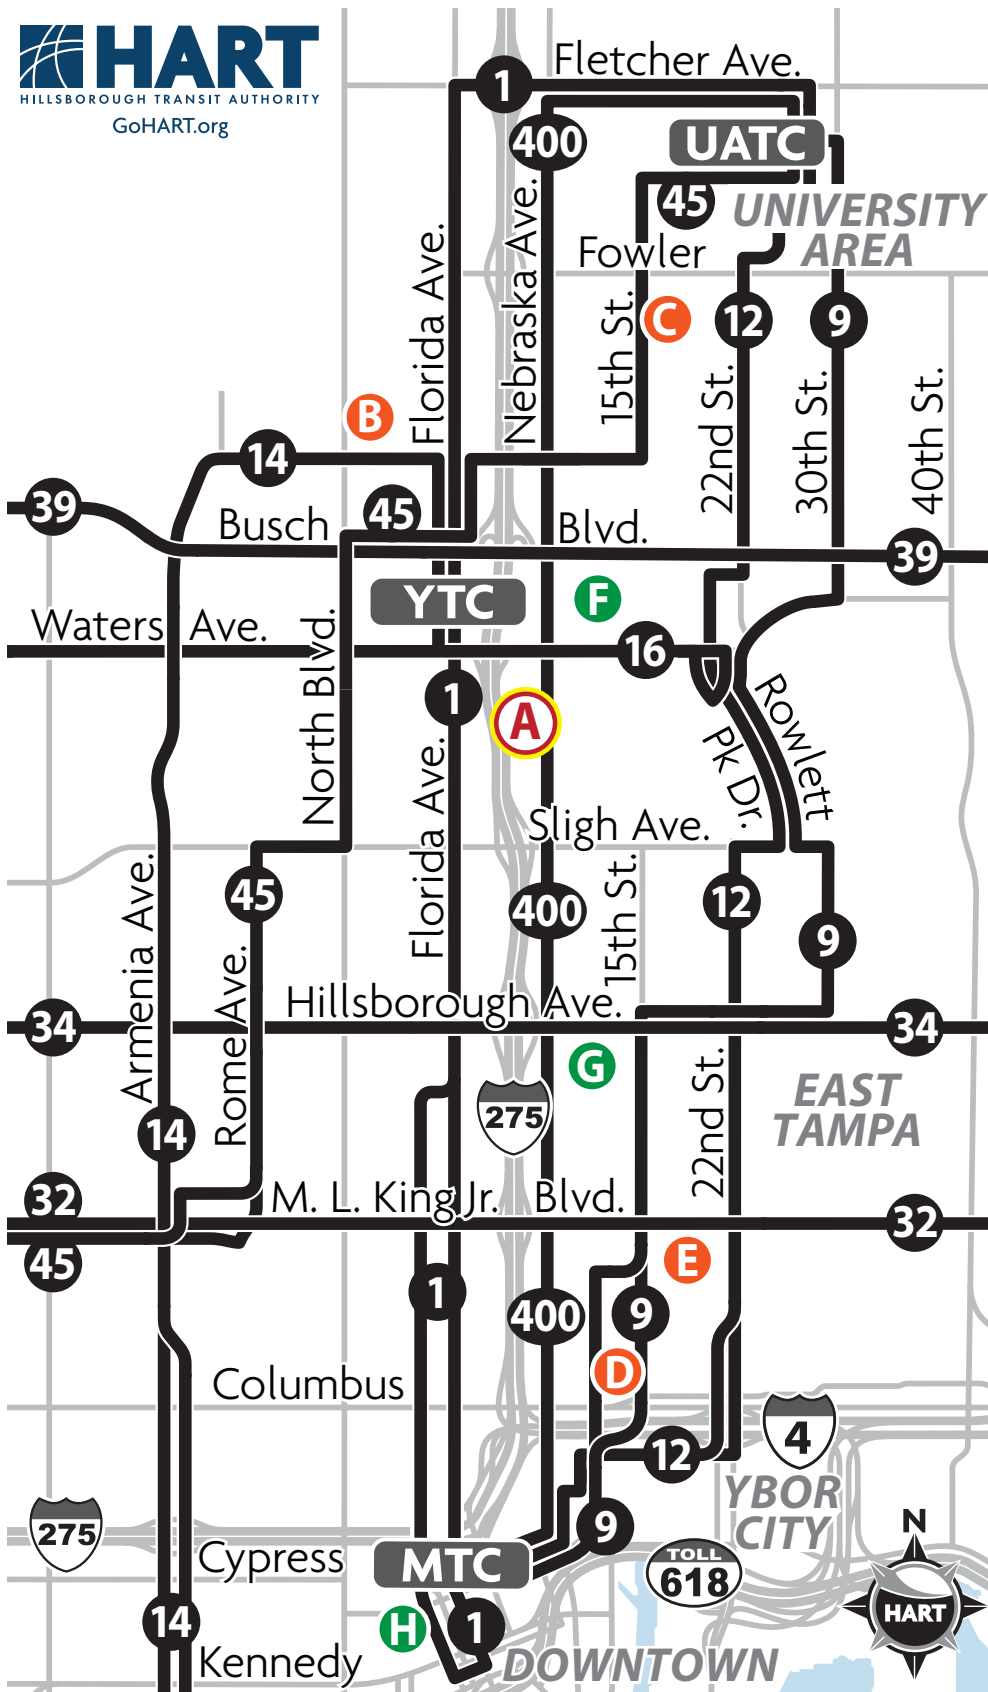 HART
HILLSBOROUGH TRANSIT AUTHORITY
GoHART.org
Fletcher Ave.
1
400
UATC
45
UNIVERSITY
AREA
Fowler
Florida Ave.
Nebraska Ave.
15th St.
C
12
9
22nd St.
30th St.
40th St.
B
14
39
45
Busch
Blvd.
39
YTC
F
Waters Ave.
North Blvd.
16
1
A
Rowlett
Pk Dr.
Florida Ave.
Sligh Ave.
Armenia Ave.
45
400
15th St.
12
9
Rome Ave.
Hillsborough Ave.
34
34
G
22nd St.
EAST
TAMPA
275
14
32
M. L. King Jr. Blvd.
32
45
E
1
400
9
D
Columbus
4
12
YBOR
CITY
275
9
N
Cypress
MTC
TOLL
618
HART
14
H
1
Kennedy
DOWNTOWN